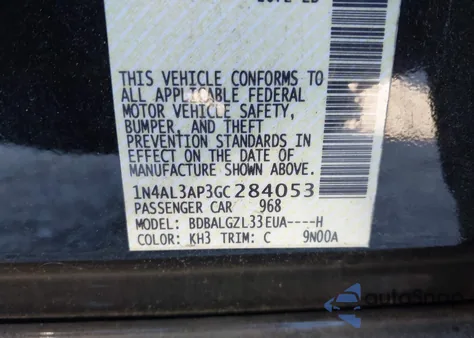 THIS VEHICLE CONFORMS TO
ALL APPLICABLE FEDERAL
MOTOR VEHICLE SAFETY,
BUMPER, AND THEFT
PREVENTION STANDARDS IN
EFFECT ON THE DATE OF
MANUFACTURE SHOWN ABOVE.
1N4AL3AP3GC284053
PASSENGER CAR 968
MODEL: BDBALGZL33EUA----H
COLOR: KH3 TRIM: C 9N00A